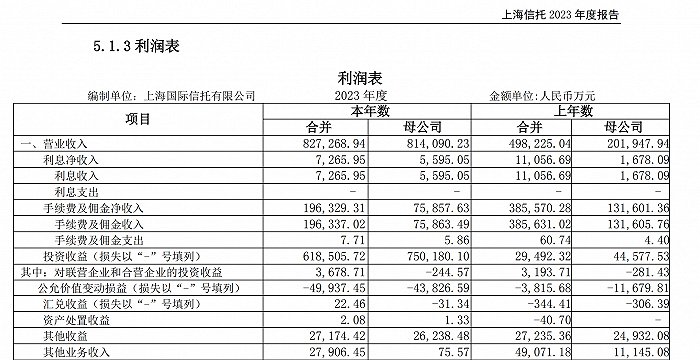 上海信托 2023 年度报告
5.1.3 利润表
利润表
编制单位：上海国际信托有限公司 2023 年度 金额单位:人民币万元
项目 本年数 上年数
合并 母公司 合并 母公司
一、营业收入 827,268.94 814,090.23 498,225.04 201,947.94
利息净收入 7,265.95 5,595.05 11,056.69 1,678.09
利息收入 7,265.95 5,595.05 11,056.69 1,678.09
利息支出 – – – –
手续费及佣金净收入 196,329.31 75,857.63 385,570.28 131,601.36
手续费及佣金收入 196,337.02 75,863.49 385,631.02 131,605.76
手续费及佣金支出 7.71 5.86 60.74 4.40
投资收益（损失以“-”号填列） 618,505.72 750,180.10 29,492.32 44,577.53
其中：对联营企业和合营企业的投资收益 3,678.71 -244.57 3,193.71 -281.43
公允价值变动损益（损失以“-”号填列） -49,937.45 -43,826.59 -3,815.68 -11,679.81
汇兑收益（损失以“-”号填列） 22.46 -31.34 -344.41 -306.39
资产处置收益 2.08 1.33 -40.70 –
其他收益 27,174.42 26,238.48 27,235.36 24,932.08
其他业务收入 27,906.45 75.57 49,071.18 11,145.08